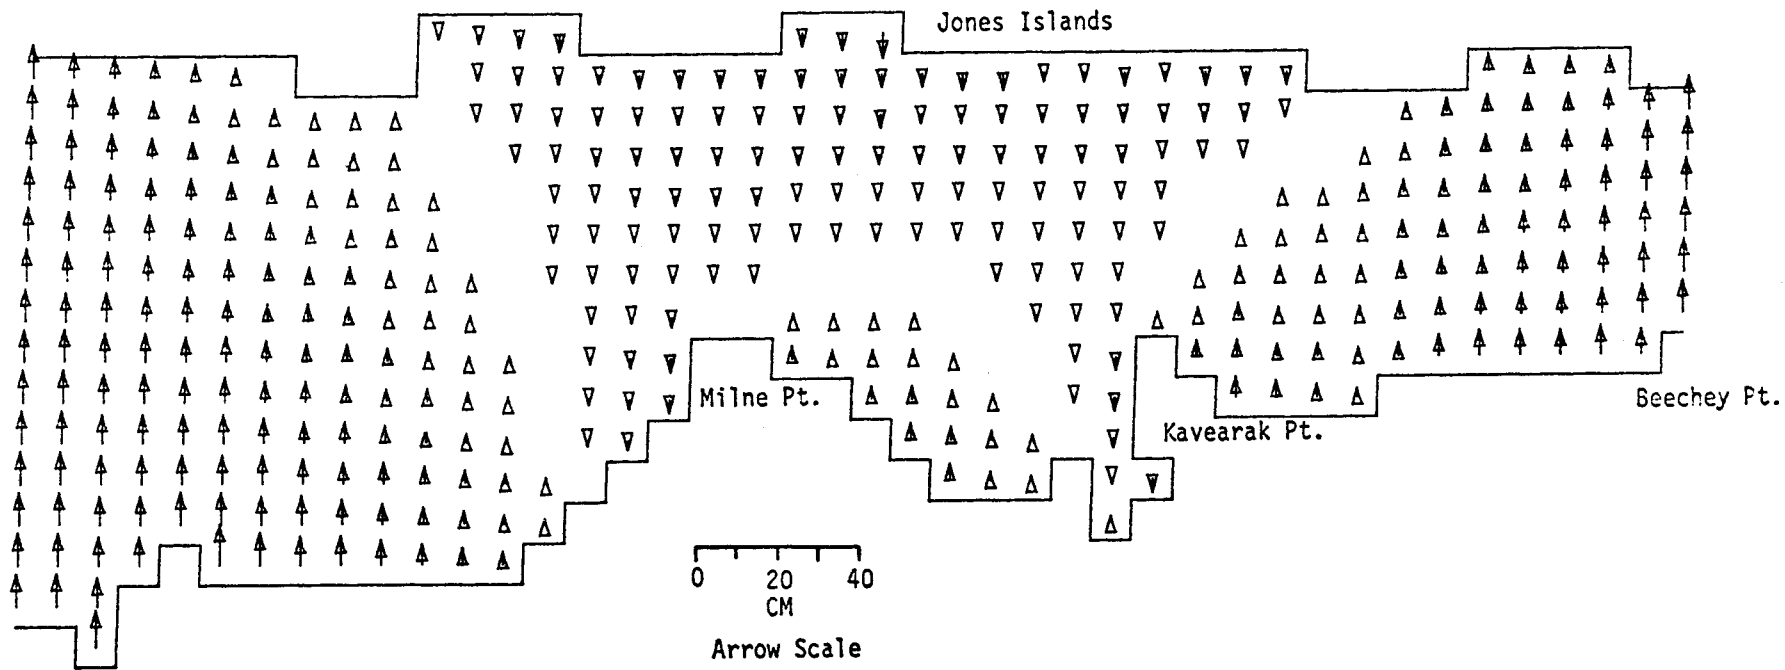 Jones Islands
Milne Pt.
Beechey Pt.
Kavearak Pt.
0 20 40
CM
Arrow Scale